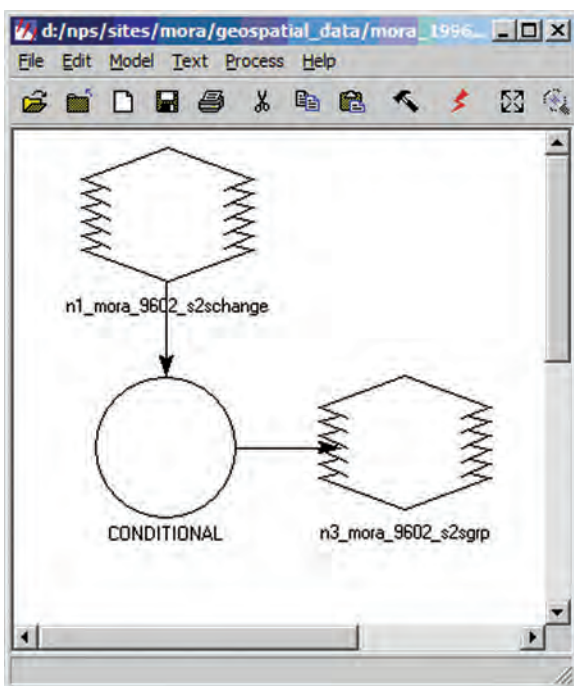 d:/nps/sites/mora/geospatial_data/mora_1996...
File Edit Model Text Process Help
n1_mora_9602_s2schange
CONDITIONAL
n3_mora_9602_s2sgrp